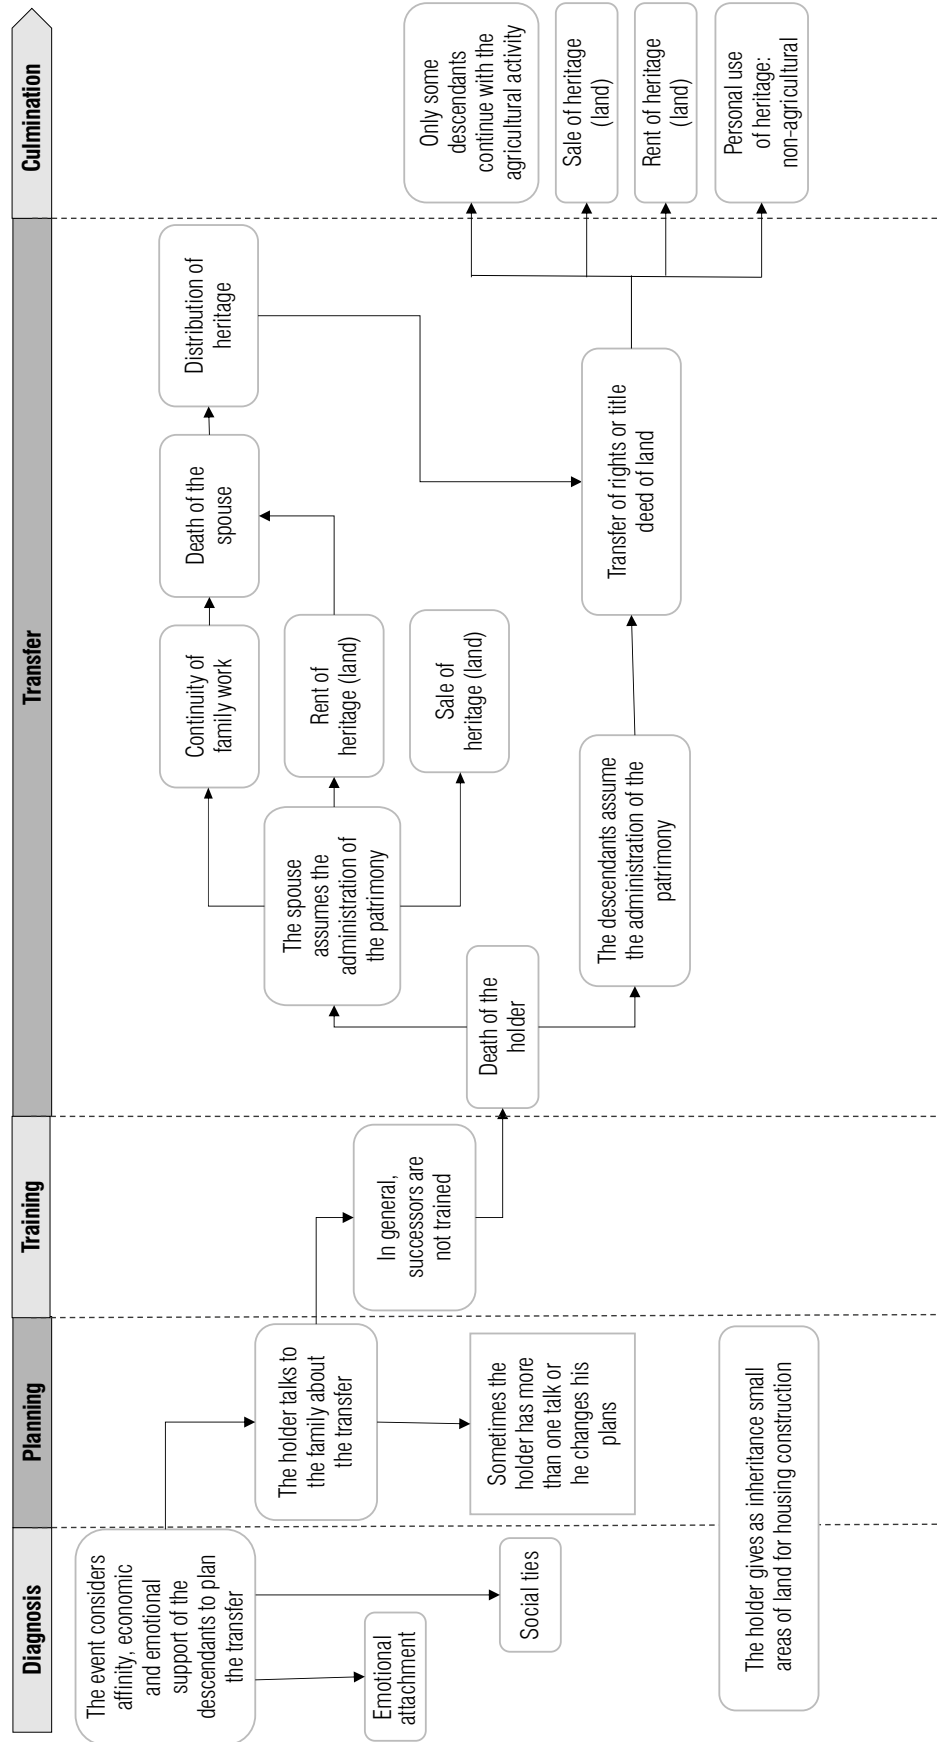 Diagnosis
Planning
Training
Transfer
Culmination
The event considers
affinity, economic
and emotional
support of the
descendants to plan
the transfer
Emotional
attachment
Social ties
The holder talks to
the family about
the transfer
Sometimes the
holder has more
than one talk or
he changes his
plans
The holder gives as inheritance small
areas of land for housing construction
In general,
successors are
not trained
Death of the
holder
The spouse
assumes the
administration of
the patrimony
Continuity of
family work
Rent of
heritage (land)
Sale of
heritage (land)
Death of the
spouse
Distribution of
heritage
The descendants assume
the administration of the
patrimony
Transfer of rights or title
deed of land
Only some
descendants
continue with the
agricultural activity
Sale of heritage
(land)
Rent of heritage
(land)
Personal use
of heritage:
non-agricultural